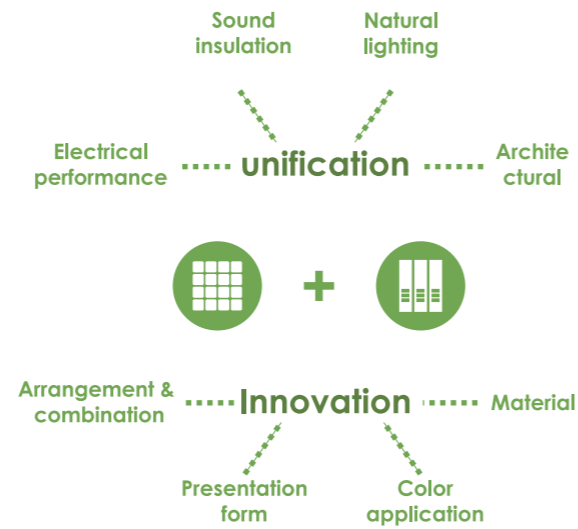 Sound
insulation
Natural
lighting
Electrical
performance
unification
Archite
ctural
+
Arrangement &
combination
Innovation
Material
Presentation
form
Color
application